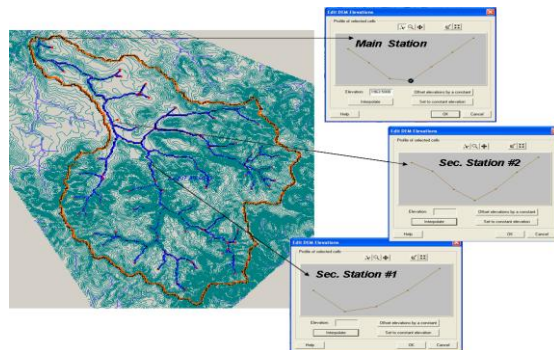 Edit DEM Elevations
Profile of selected cells
Main Station
Elevation:
Offset elevations by a constant
Interpolate
Set to constant elevation
Help
OK
Cancel
Edit DEM Elevations
Profile of selected cells
Sec. Station #2
Elevation:
Offset elevations by a constant
Interpolate
Set to constant elevation
Help
OK
Cancel
Edit DEM Elevations
Profile of selected cells
Sec. Station #1
Elevation:
Offset elevations by a constant
Interpolate
Set to constant elevation
Help
OK
Cancel